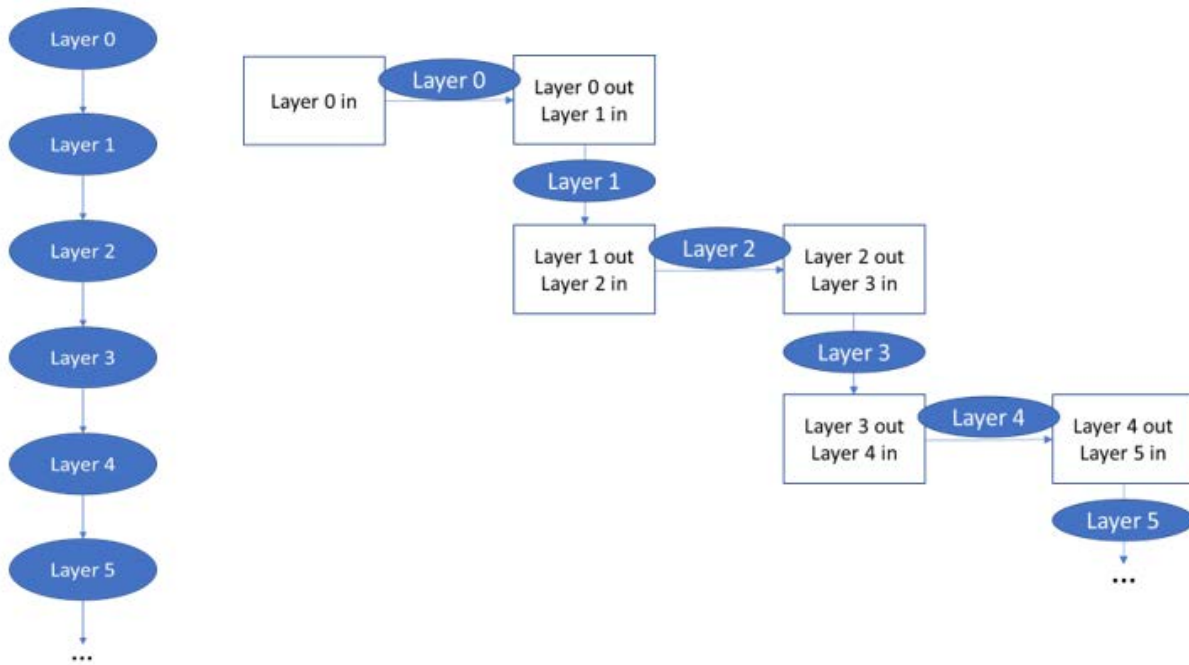 Layer 0
Layer 1
Layer 2
Layer 3
Layer 4
Layer 5
...
Layer 0 in
Layer 0
Layer 0 out
Layer 1 in
Layer 1
Layer 1 out
Layer 2 in
Layer 2
Layer 2 out
Layer 3 in
Layer 3
Layer 3 out
Layer 4 in
Layer 4
Layer 4 out
Layer 5 in
Layer 5
...